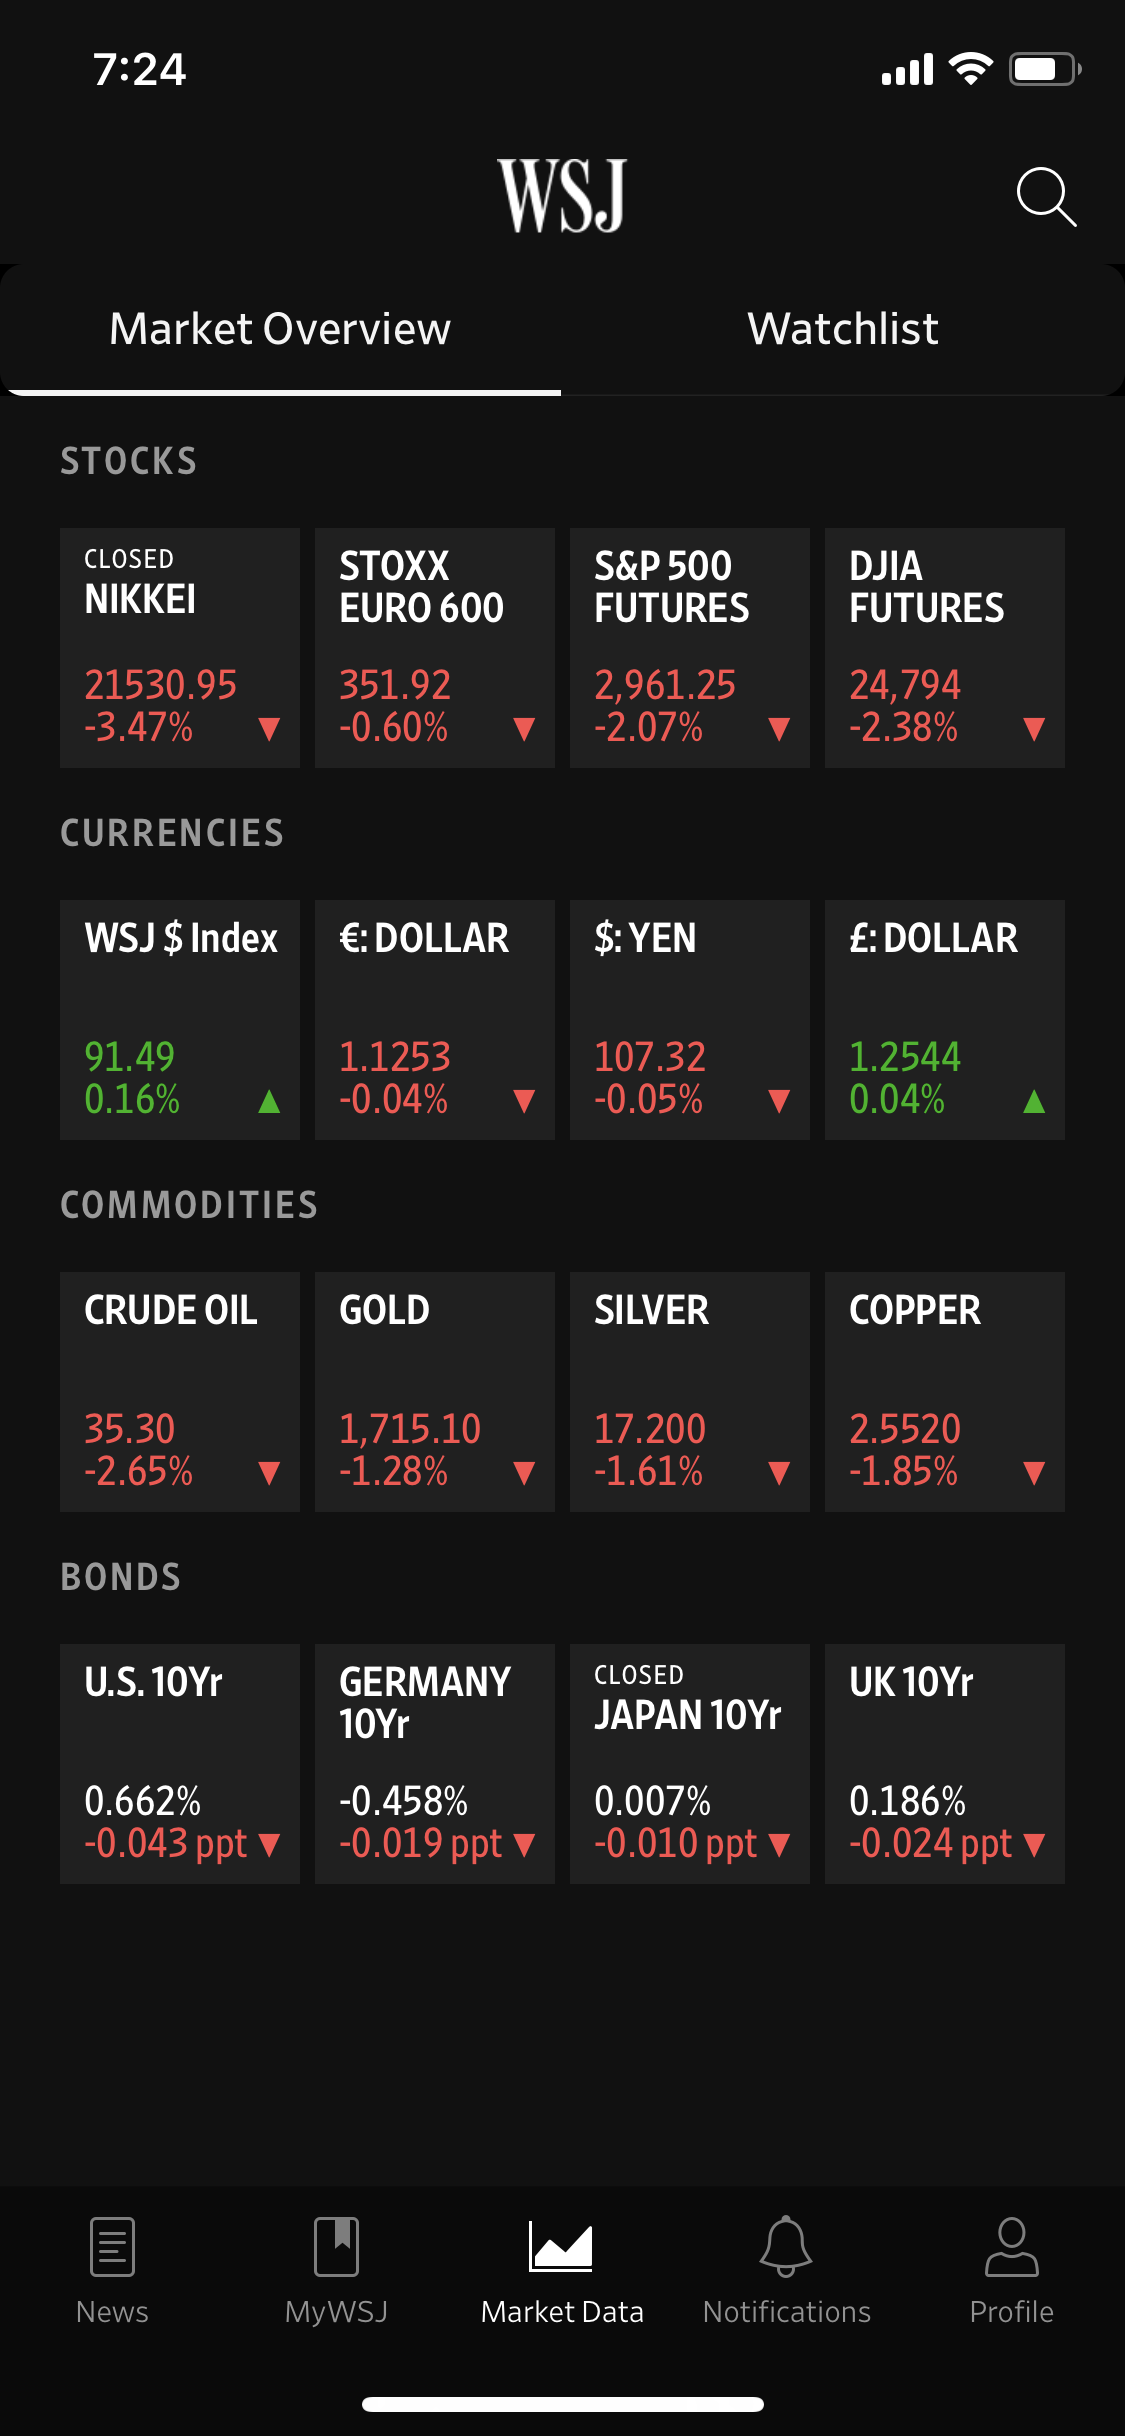 7:24
WSJ
Market Overview
Watchlist
STOCKS
CLOSED
NIKKEI
21530.95
-3.47% ▼
STOXX
EURO 600
351.92
-0.60% ▼
S&P 500
FUTURES
2,961.25
-2.07% ▼
DJIA
FUTURES
24,794
-2.38% ▼
CURRENCIES
WSJ $ Index
91.49
0.16% ▲
€: DOLLAR
1.1253
-0.04% ▼
$: YEN
107.32
-0.05% ▼
£: DOLLAR
1.2544
0.04% ▲
COMMODITIES
CRUDE OIL
35.30
-2.65% ▼
GOLD
1,715.10
-1.28% ▼
SILVER
17.200
-1.61% ▼
COPPER
2.5520
-1.85% ▼
BONDS
U.S. 10Yr
0.662%
-0.043 ppt ▼
GERMANY
10Yr
-0.458%
-0.019 ppt ▼
CLOSED
JAPAN 10Yr
0.007%
-0.010 ppt ▼
UK 10Yr
0.186%
-0.024 ppt ▼
News
MyWSJ
Market Data
Notifications
Profile